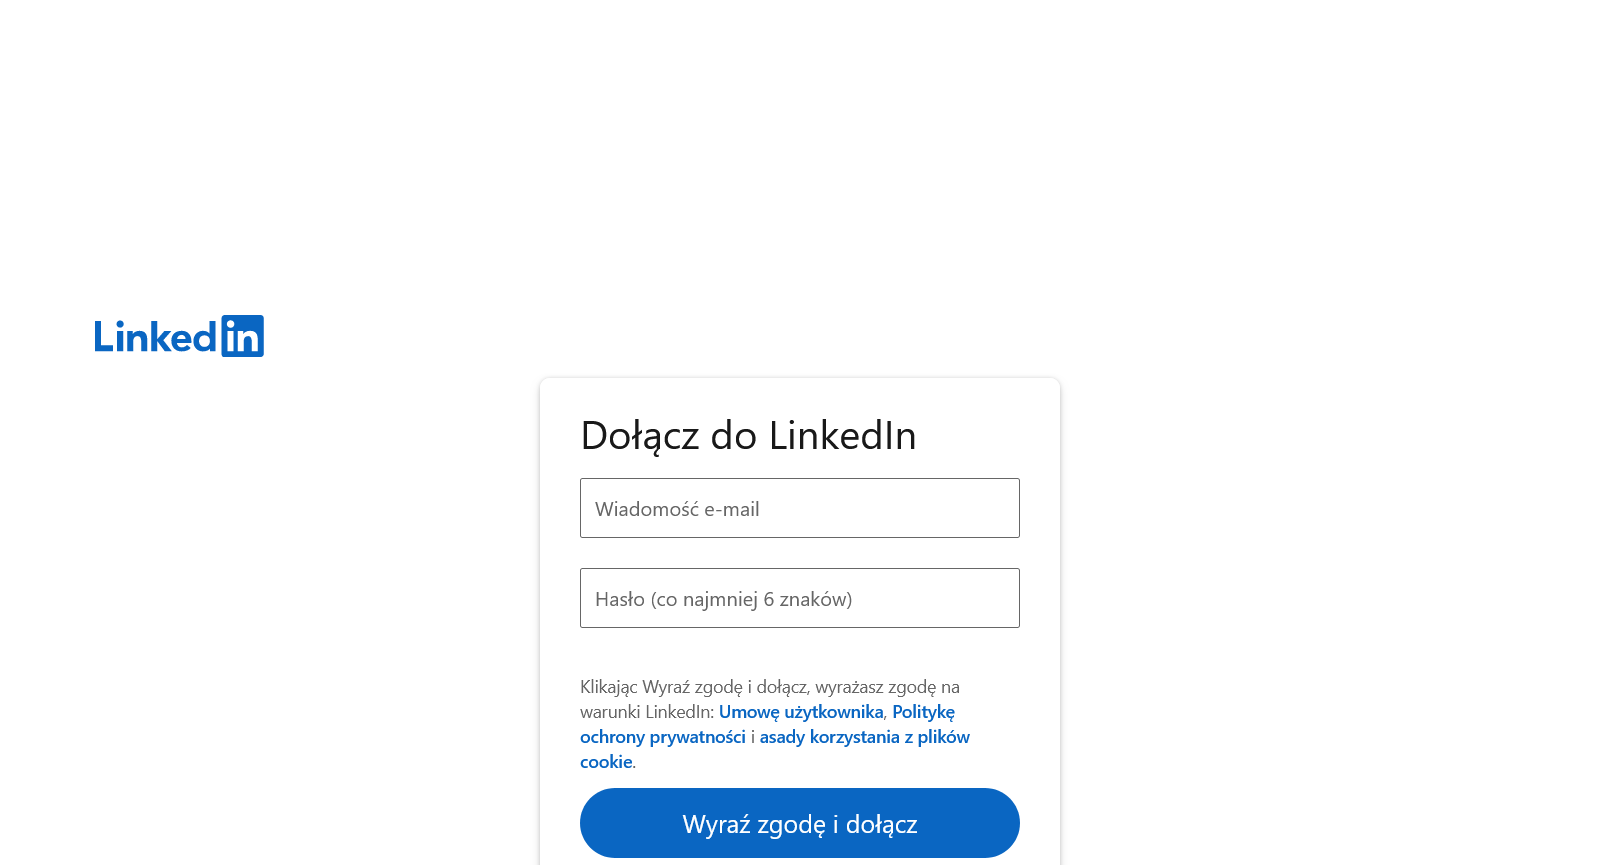 Linkedin
Dołącz do LinkedIn
Wiadomość e-mail
Hasło (co najmniej 6 znaków)
Klikając Wyraź zgodę i dołącz, wyrażasz zgodę na
warunki LinkedIn: Umowę użytkownika, Politykę
ochrony prywatności i asady korzystania z plików
cookie.
Wyraź zgodę i dołącz